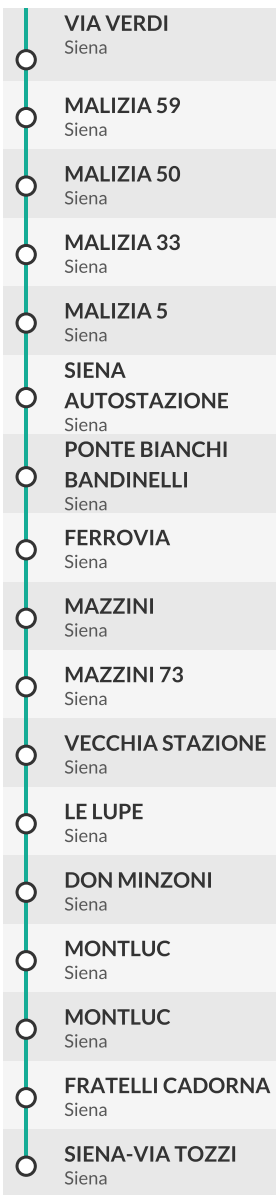 VIA VERDI
Siena
MALIZIA 59
Siena
MALIZIA 50
Siena
MALIZIA 33
Siena
MALIZIA 5
Siena
SIENA
AUTOSTAZIONE
Siena
PONTE BIANCHI
BANDINELLI
Siena
FERROVIA
Siena
MAZZINI
Siena
MAZZINI 73
Siena
VECCHIA STAZIONE
Siena
LE LUPE
Siena
DON MINZONI
Siena
MONTLUC
Siena
MONTLUC
Siena
FRATELLI CADORNA
Siena
SIENA-VIA TOZZI
Siena